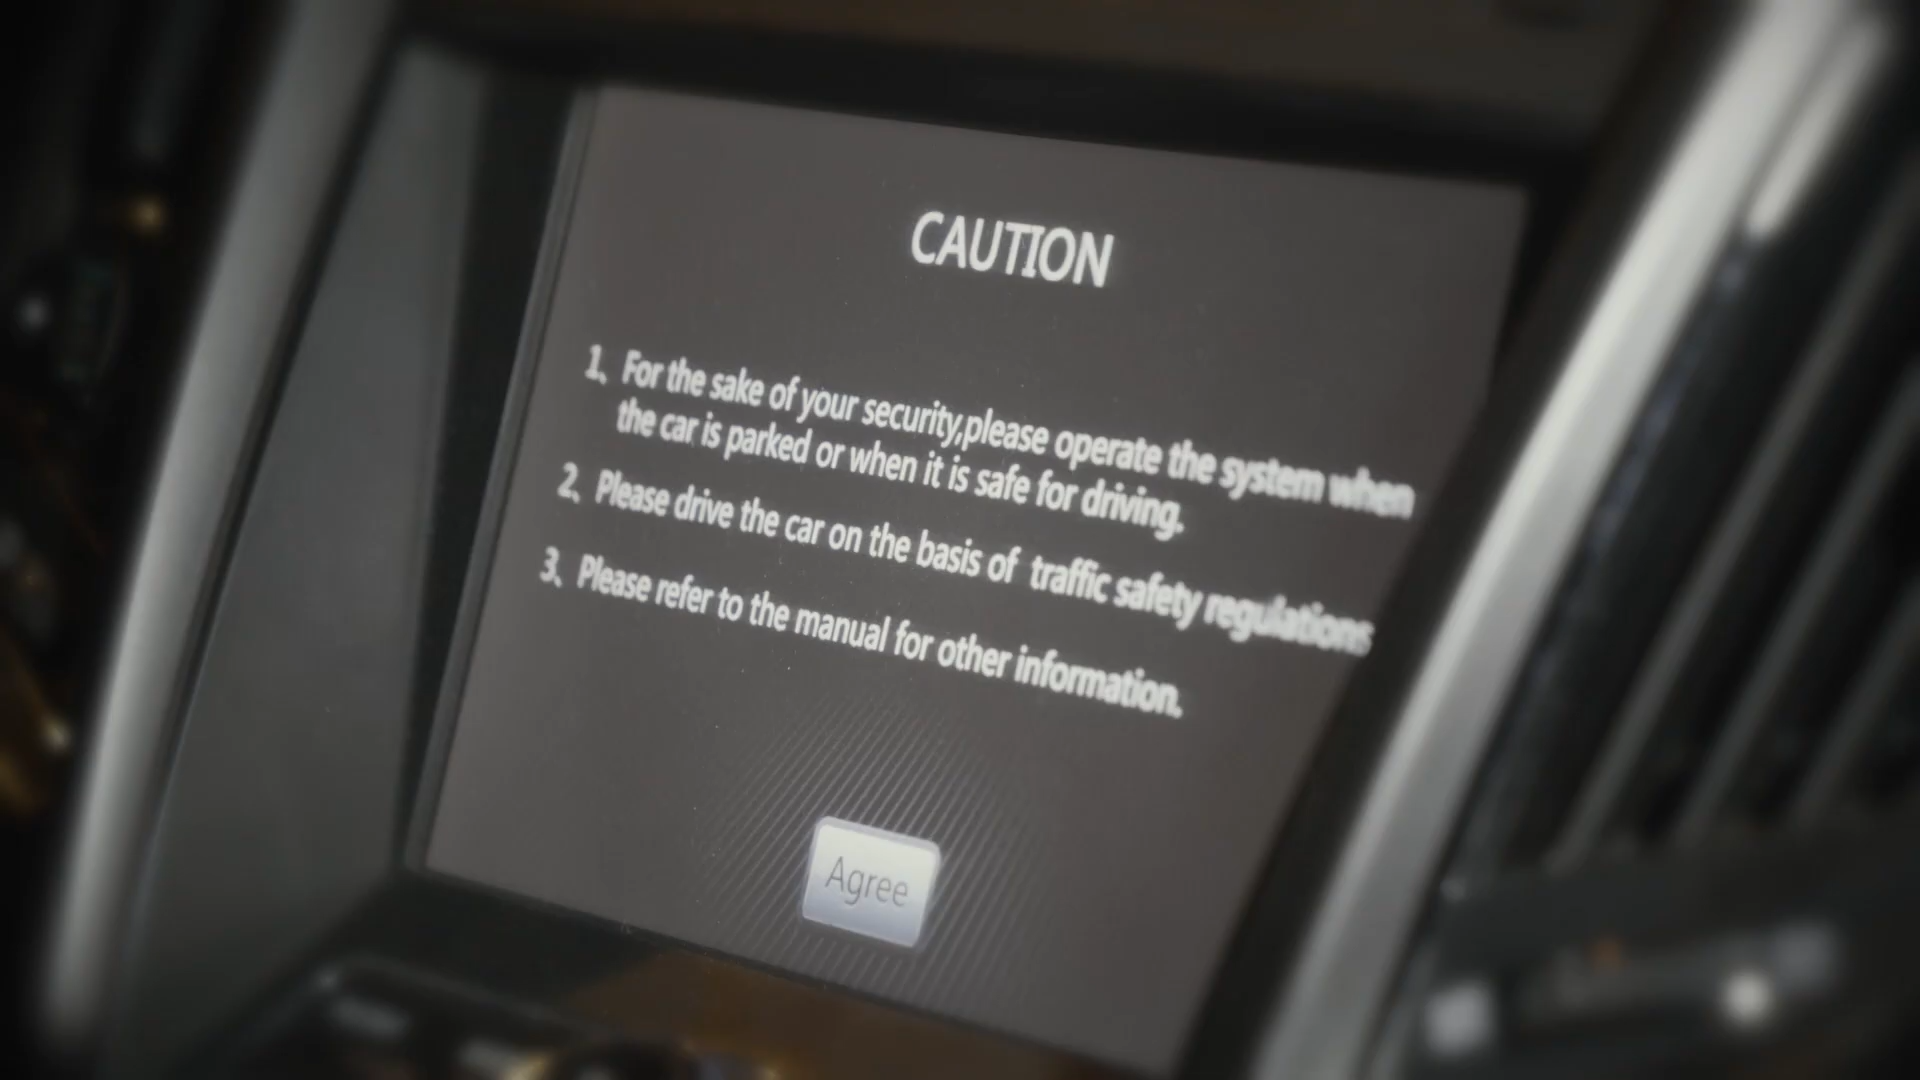 CAUTION
1、For the sake of your security,please operate the system when
the car is parked or when it is safe for driving.
2、Please drive the car on the basis of traffic safety regulations
3、Please refer to the manual for other information.
Agree